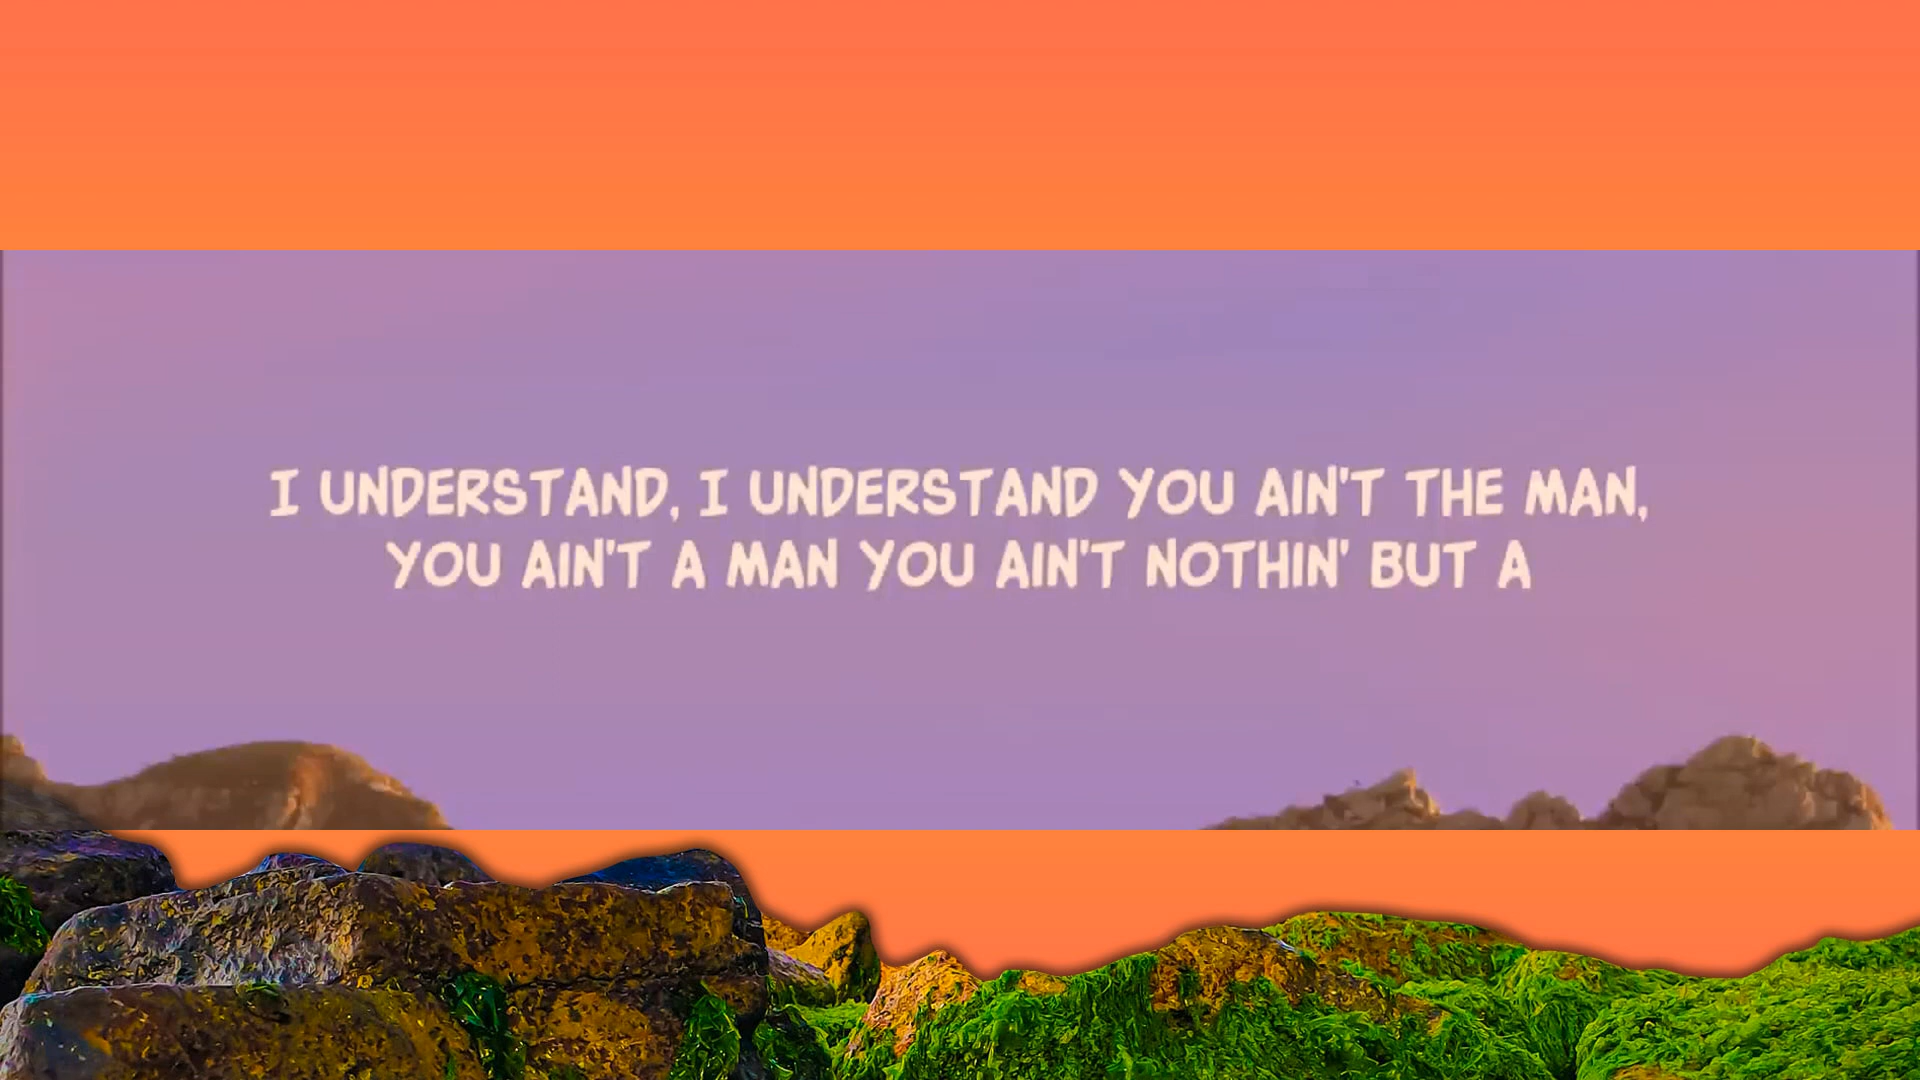 I UNDERSTAND, I UNDERSTAND YOU AIN'T THE MAN,
YOU AIN'T A MAN YOU AIN'T NOTHIN' BUT A